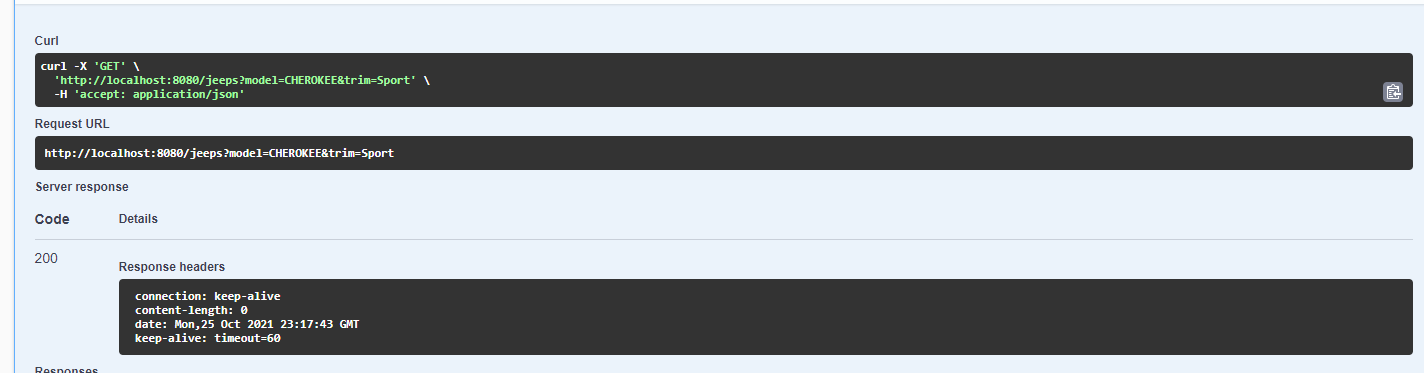 Curl
curl -X 'GET' \
'http://localhost:8080/jeeps?model=CHEROKEE&trim=Sport' \
-H 'accept: application/json'
Request URL
http://localhost:8080/jeeps?model=CHEROKEE&trim=Sport
Server response
Code Details
200
Response headers
connection: keep-alive
content-length: 0
date: Mon,25 Oct 2021 23:17:43 GMT
keep-alive: timeout=60
Responses